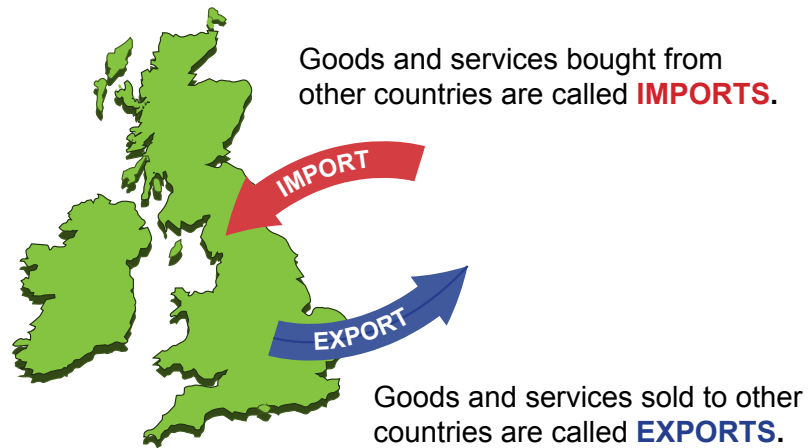 Goods and services bought from
other countries are called IMPORTS.
IMPORT
EXPORT
Goods and services sold to other
countries are called EXPORTS.